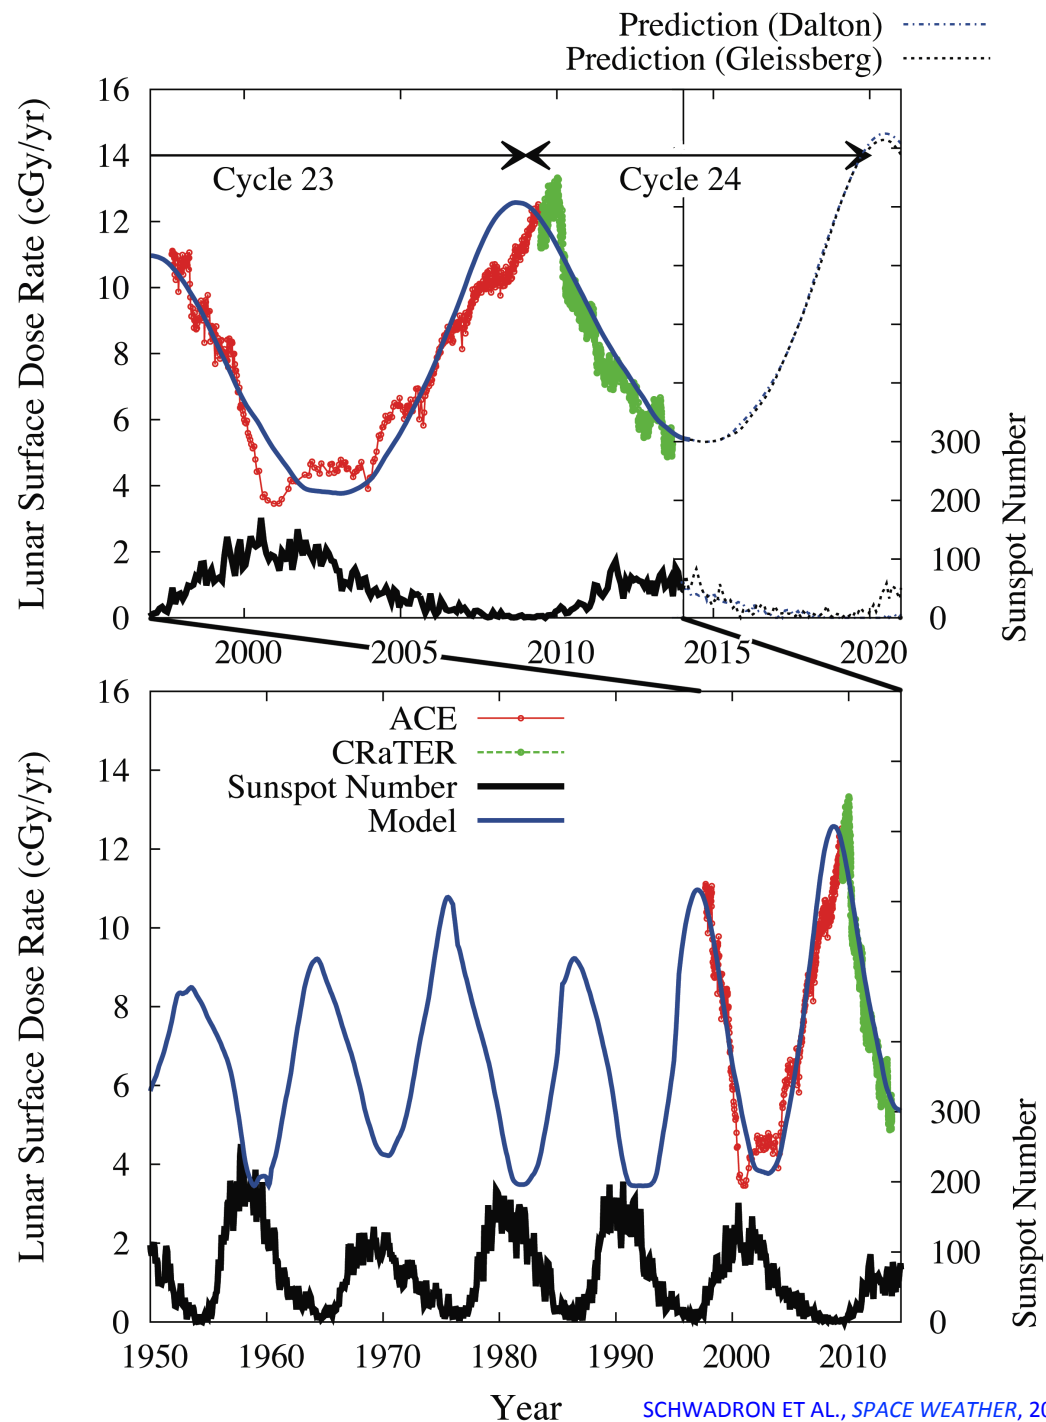 Prediction (Dalton)
Prediction (Gleissberg)
16
14
12
10
8
6
4
2
0
Lunar Surface Dose Rate (cGy/yr)
Cycle 23
Cycle 24
300
200
100
0
Sunspot Number
2000 2005 2010 2015 2020
16
14
12
10
8
6
4
2
0
Lunar Surface Dose Rate (cGy/yr)
ACE
CRaTER
Sunspot Number
Model
300
200
100
0
Sunspot Number
1950 1960 1970 1980 1990 2000 2010
Year
SCHWADRON ET AL., SPACE WEATHER,